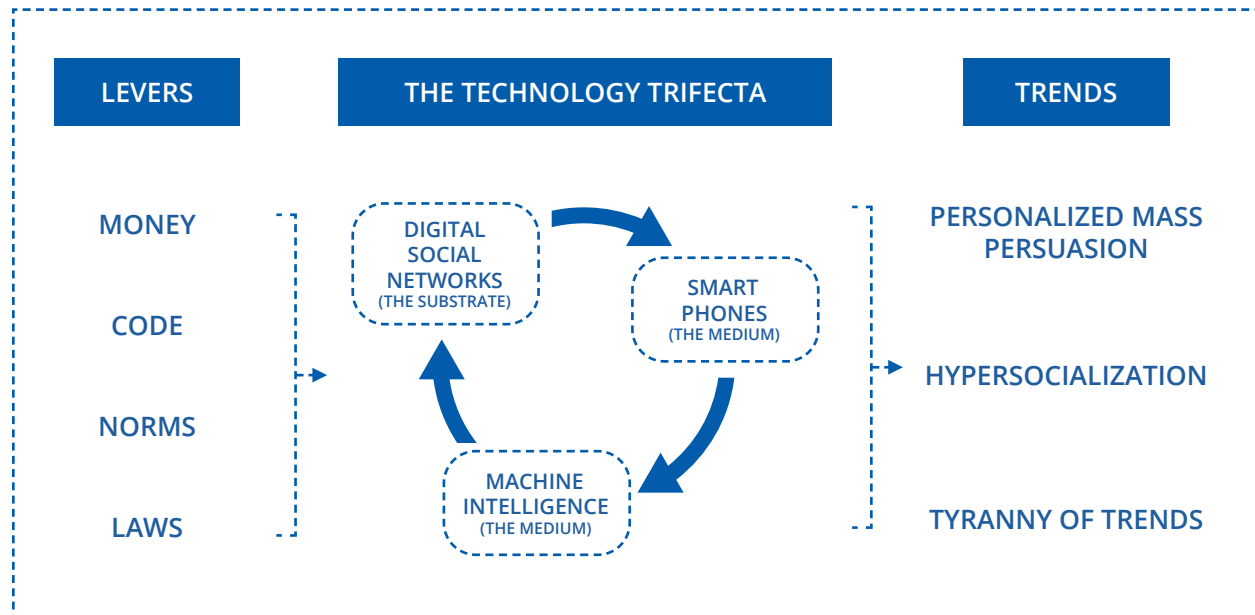 LEVERS
THE TECHNOLOGY TRIFECTA
TRENDS
MONEY
CODE
NORMS
LAWS
DIGITAL
SOCIAL
NETWORKS
(THE SUBSTRATE)
SMART
PHONES
(THE MEDIUM)
MACHINE
INTELLIGENCE
(THE MEDIUM)
PERSONALIZED MASS
PERSUASION
HYPERSOCIALIZATION
TYRANNY OF TRENDS